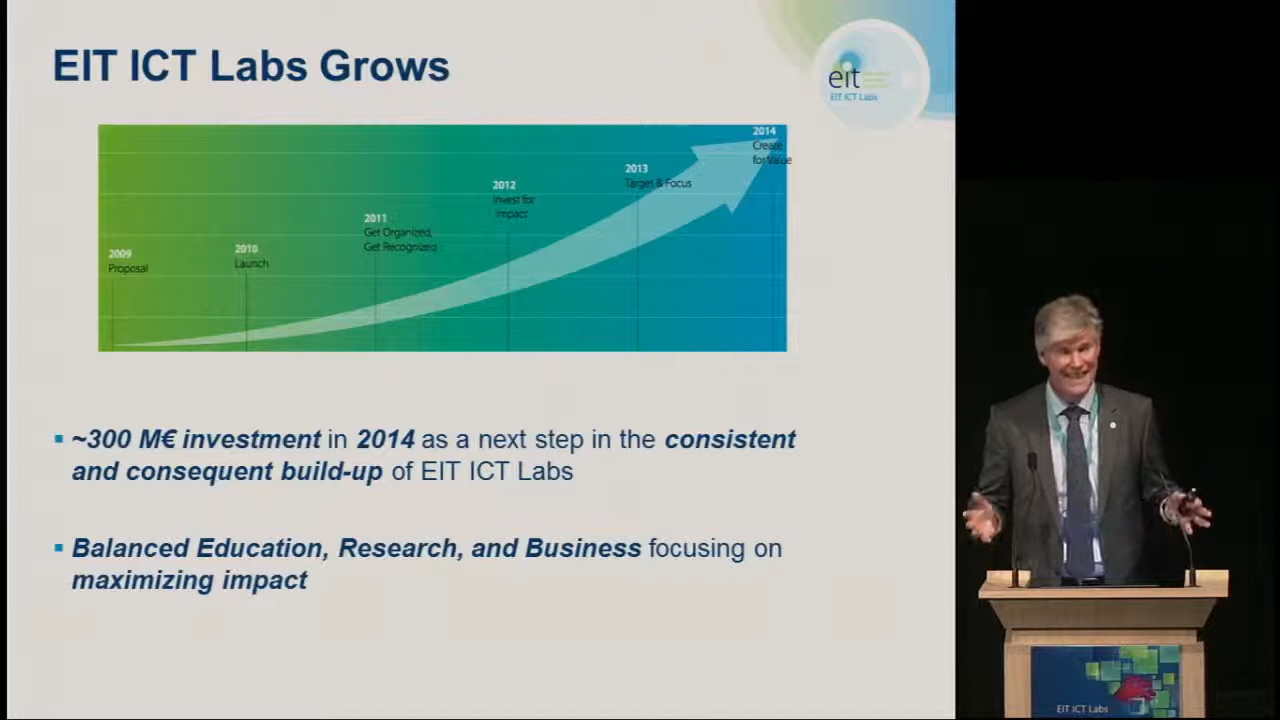 EIT ICT Labs Grows
eit
EIT ICT Labs
2014
Create
for Value
2013
Target & Focus
2012
Invest for
Impact
2011
Get Organized,
Get Recognized
2010
Launch
2009
Proposal
~300 M€ investment in 2014 as a next step in the consistent
and consequent build-up of EIT ICT Labs
Balanced Education, Research, and Business focusing on
maximizing impact
EIT ICT Labs